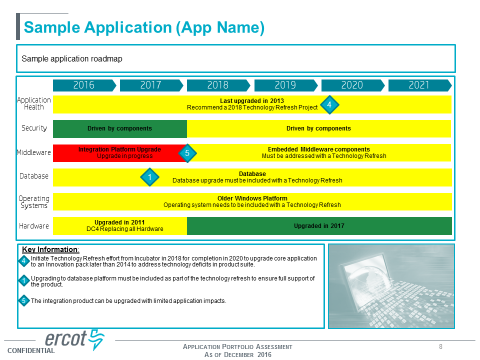 Sample Application (App Name)
Sample application roadmap
2016 2017 2018 2019 2020 2021
Application
Health
Last upgraded in 2013
Recommend a 2018 Technology Refresh Project
4
Security
Driven by components
Driven by components
Middleware
Integration Platform Upgrade
Upgrade in progress
5
Embedded Middleware components
Must be addressed with a Technology Refresh
Database
1
Database
Database upgrade must be included with a Technology Refresh
Operating
Systems
Older Windows Platform
Operating system needs to be included with a Technology Refresh
Hardware
Upgraded in 2011
DC4 Replacing all Hardware
Upgraded in 2017
Key Information:
4 Initiate Technology Refresh effort from Incubator in 2018 for completion in 2020 to upgrade core application
to an Innovation pack later than 2014 to address technology deficits in product suite.
1 Upgrading to database platform must be included as part of the technology refresh to ensure full support of
the product.
5 The integration product can be upgraded with limited application impacts.
ercot
CONFIDENTIAL
APPLICATION PORTFOLIO ASSESSMENT
AS OF DECEMBER 2016
8